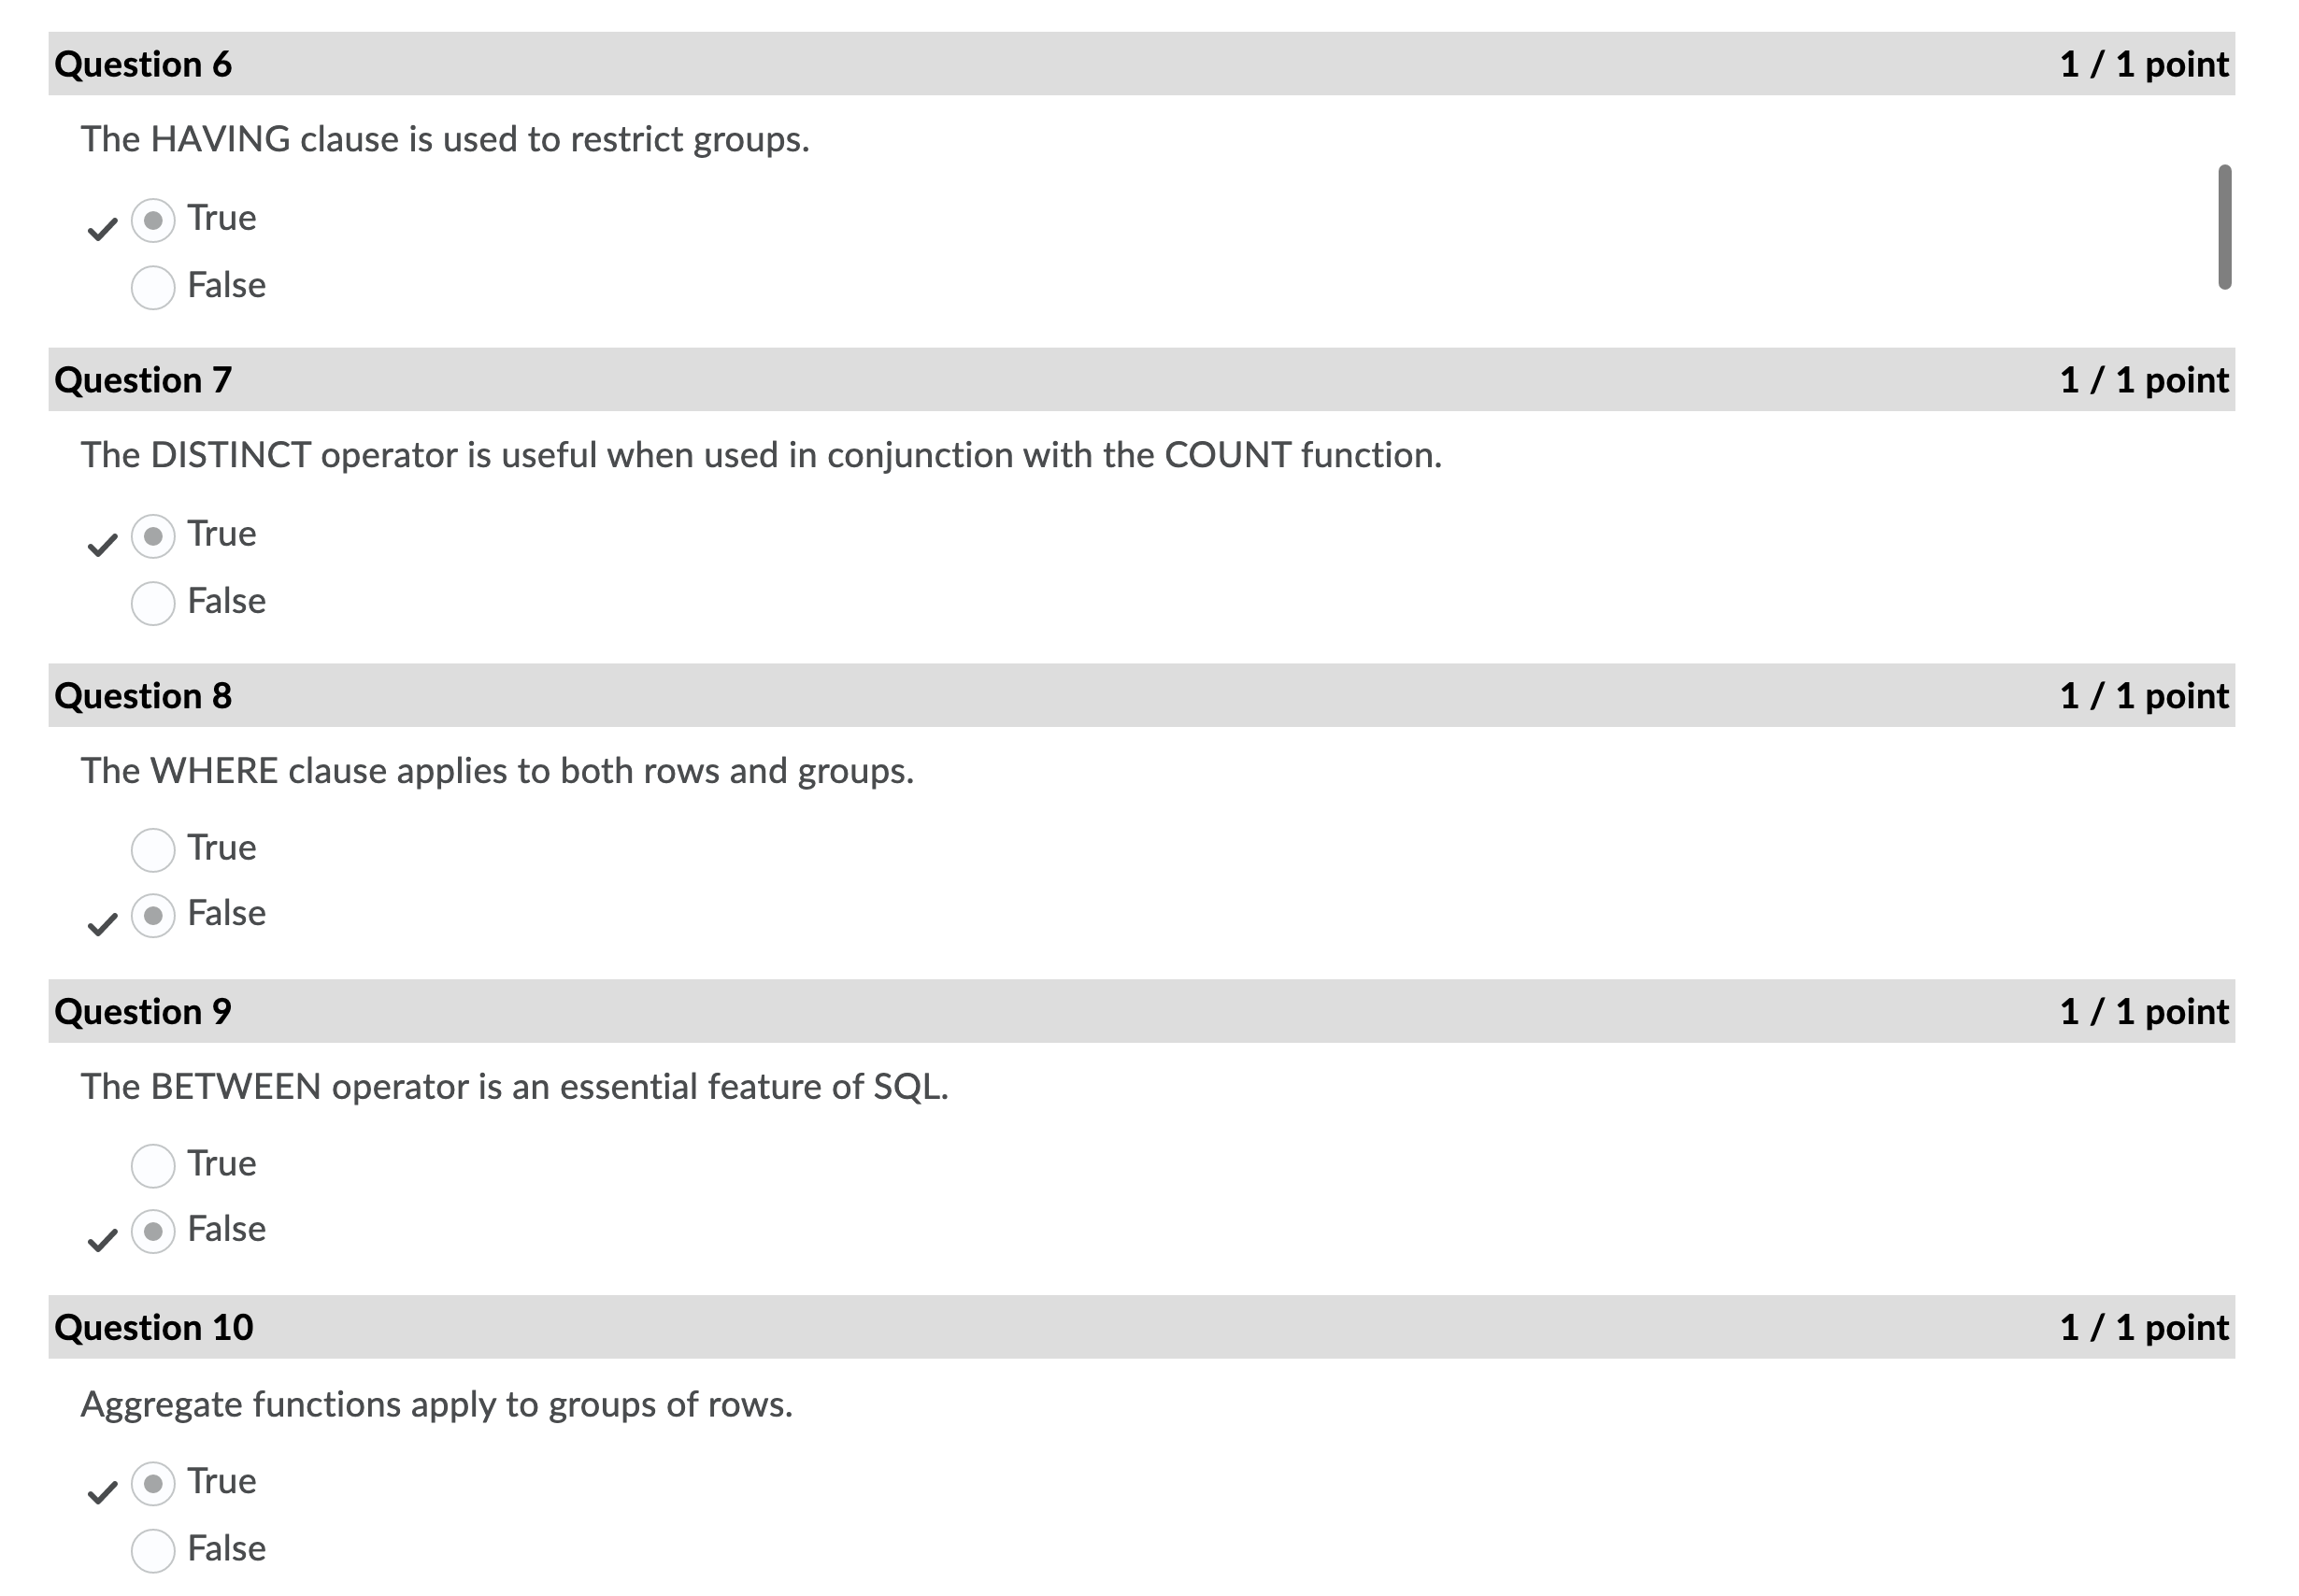 Question 6 1 / 1 point
The HAVING clause is used to restrict groups.
True
False
Question 7 1 / 1 point
The DISTINCT operator is useful when used in conjunction with the COUNT function.
True
False
Question 8 1 / 1 point
The WHERE clause applies to both rows and groups.
True
False
Question 9 1 / 1 point
The BETWEEN operator is an essential feature of SQL.
True
False
Question 10 1 / 1 point
Aggregate functions apply to groups of rows.
True
False